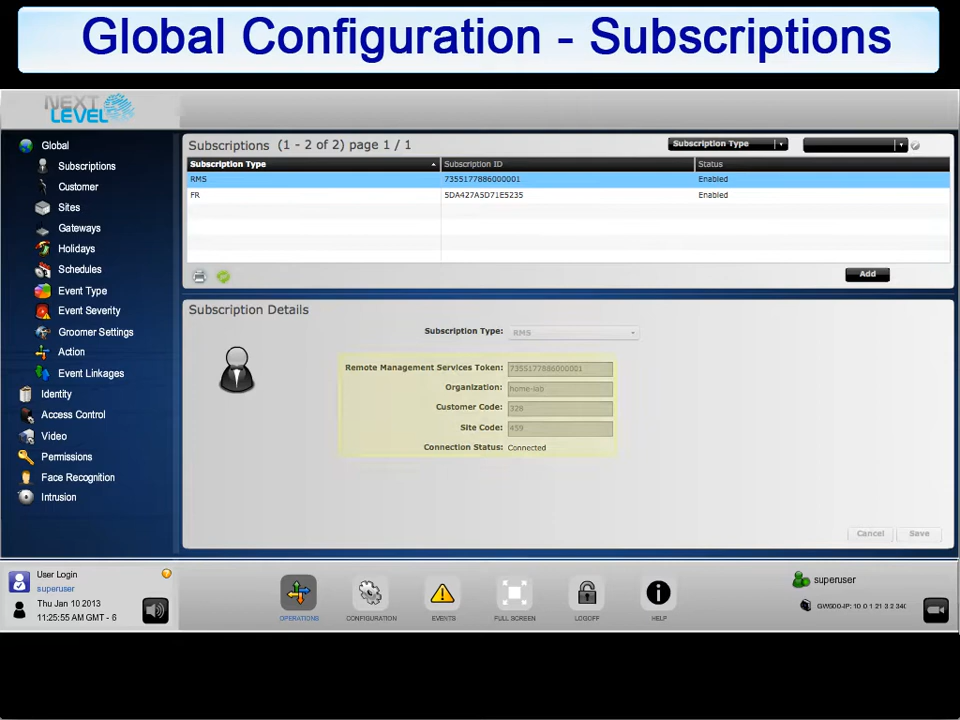 Global Configuration - Subscriptions
NEXT
LEVEL
Global
Subscriptions
Customer
Sites
Gateways
Holidays
Schedules
Event Type
Event Severity
Groomer Settings
Action
Event Linkages
Identity
Access Control
Video
Permissions
Face Recognition
Intrusion
Subscriptions (1 - 2 of 2) page 1 / 1
Subscription Type
Subscription Type Subscription ID Status
RMS 7355177886000001 Enabled
FR 5DA427A5D71E5235 Enabled
Add
Subscription Details
Subscription Type: RMS
Remote Management Services Token: 7355177886000001
Organization: home-lab
Customer Code: 328
Site Code: 459
Connection Status: Connected
Cancel Save
User Login
superuser
Thu Jan 10 2013
11:25:55 AM GMT - 6
OPERATIONS CONFIGURATION EVENTS FULL SCREEN LOGOFF HELP
superuser